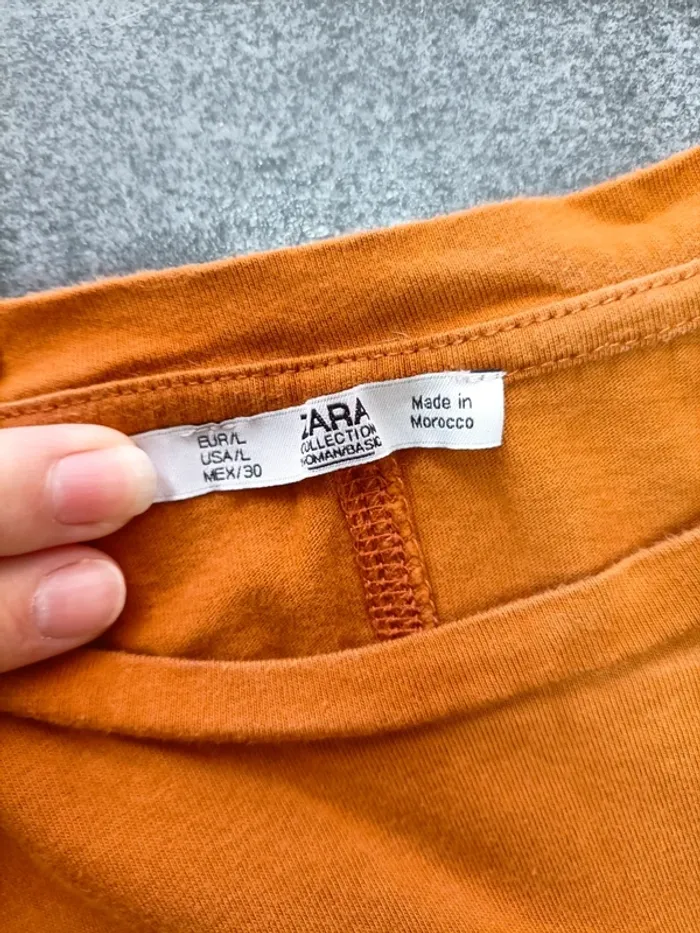 EUR/L
USA/L
MEX/30
ZARA
COLLECTION
WOMAN/BASIC
Made in
Morocco